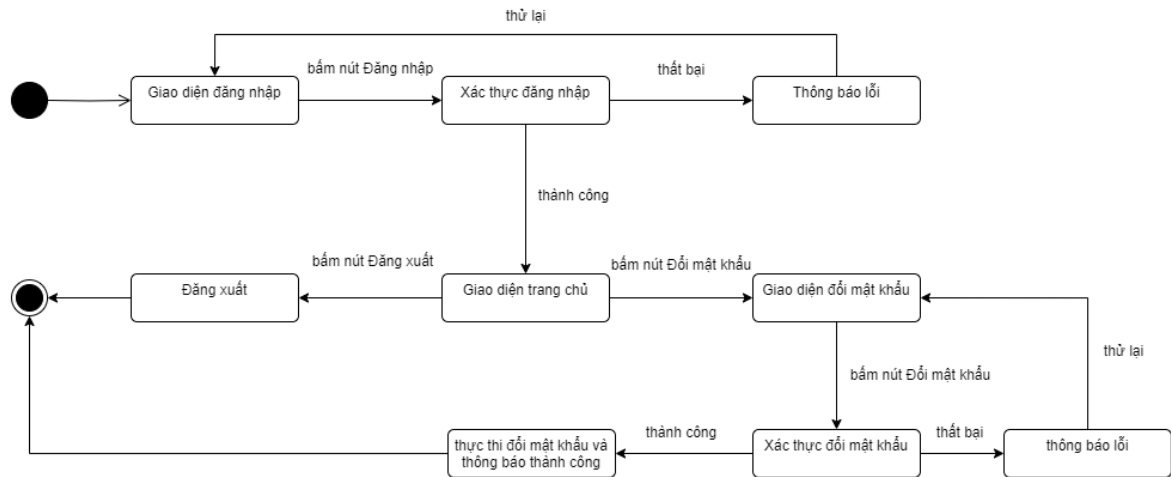 thử lại
bấm nút Đăng nhập
thất bại
Giao diện đăng nhập
Xác thực đăng nhập
Thông báo lỗi
thành công
bấm nút Đăng xuất
bấm nút Đổi mật khẩu
Đăng xuất
Giao diện trang chủ
Giao diện đổi mật khẩu
thử lại
bấm nút Đổi mật khẩu
thành công
thất bại
thực thi đổi mật khẩu và
thông báo thành công
Xác thực đổi mật khẩu
thông báo lỗi